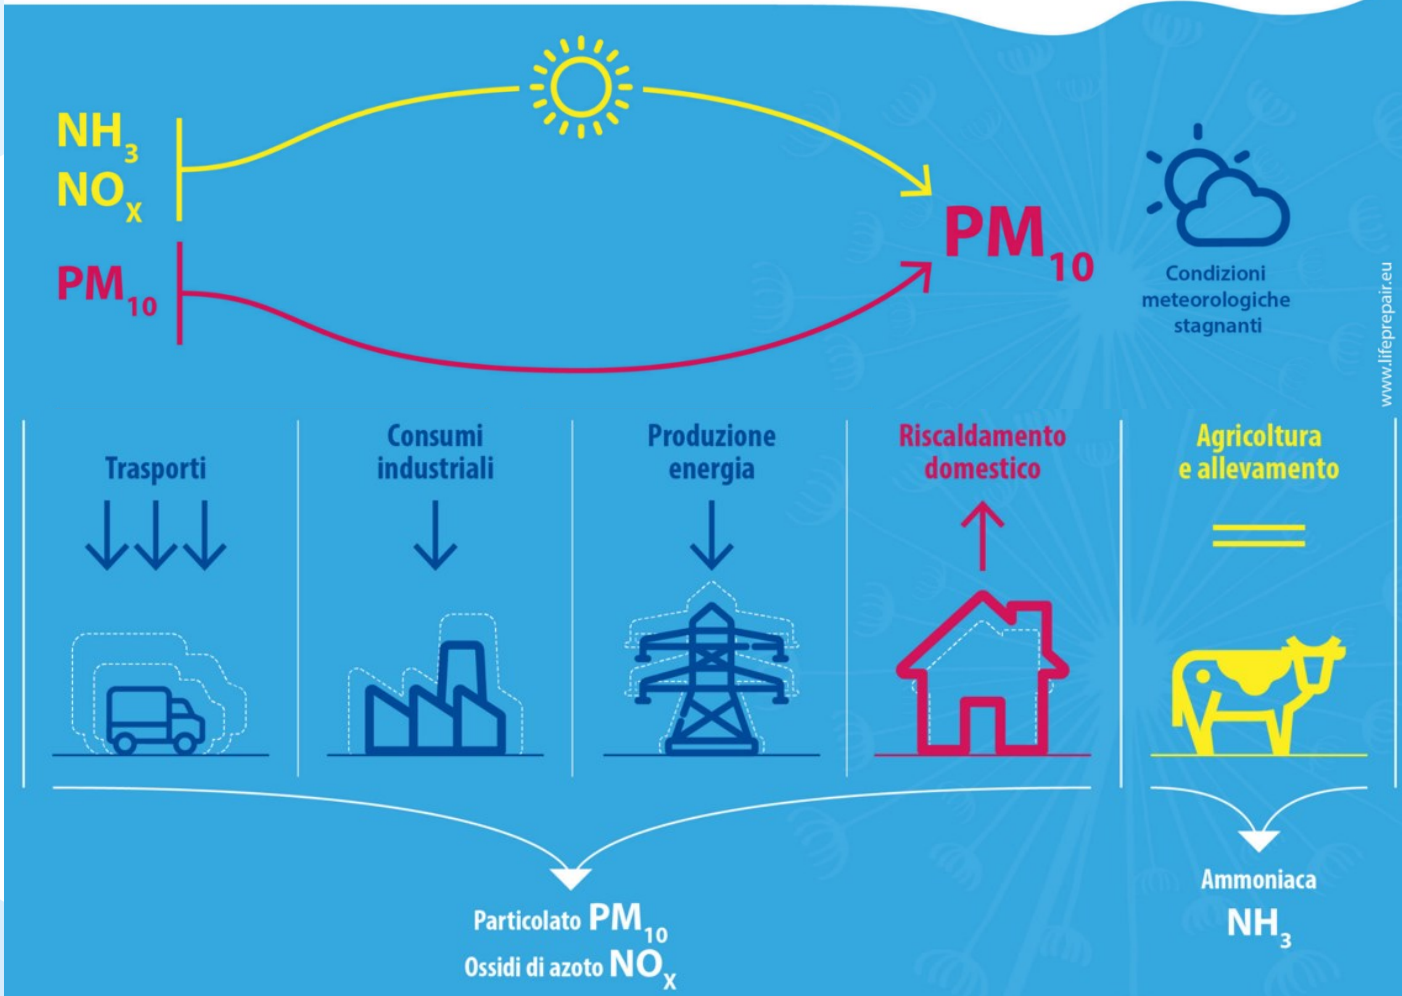 NH3
NOX
PM10
PM10
Condizioni
meteorologiche
stagnanti
www.lifeprepair.eu
Trasporti
Consumi
industriali
Produzione
energia
Riscaldamento
domestico
Agricoltura
e allevamento
Particolato PM10
Ossidi di azoto NOX
Ammoniaca
NH3